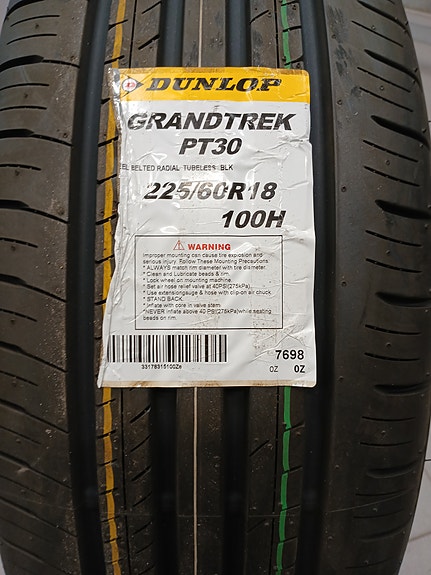 DUNLOP
GRANDTREK
PT30
EL BELTED RADIAL TUBELESS BLK
225/60R18
100H
WARNING
Improper mounting can cause tire explosion and
serious injury. Follow These Mounting Precautions
* ALWAYS match rim diameter with tire diameter.
* Clean and Lubricate beads & rim.
* Lock wheel on mounting machine.
* Set air hose relief valve at 40PSI(275kPa).
* Use extensiongauge & hose with clip-on air chuck.
* STAND BACK.
* Inflate with core in valve stem.
*NEVER inflate above 40 PSI(275kPa)while seating
beads on rim.
7698
OZ OZ